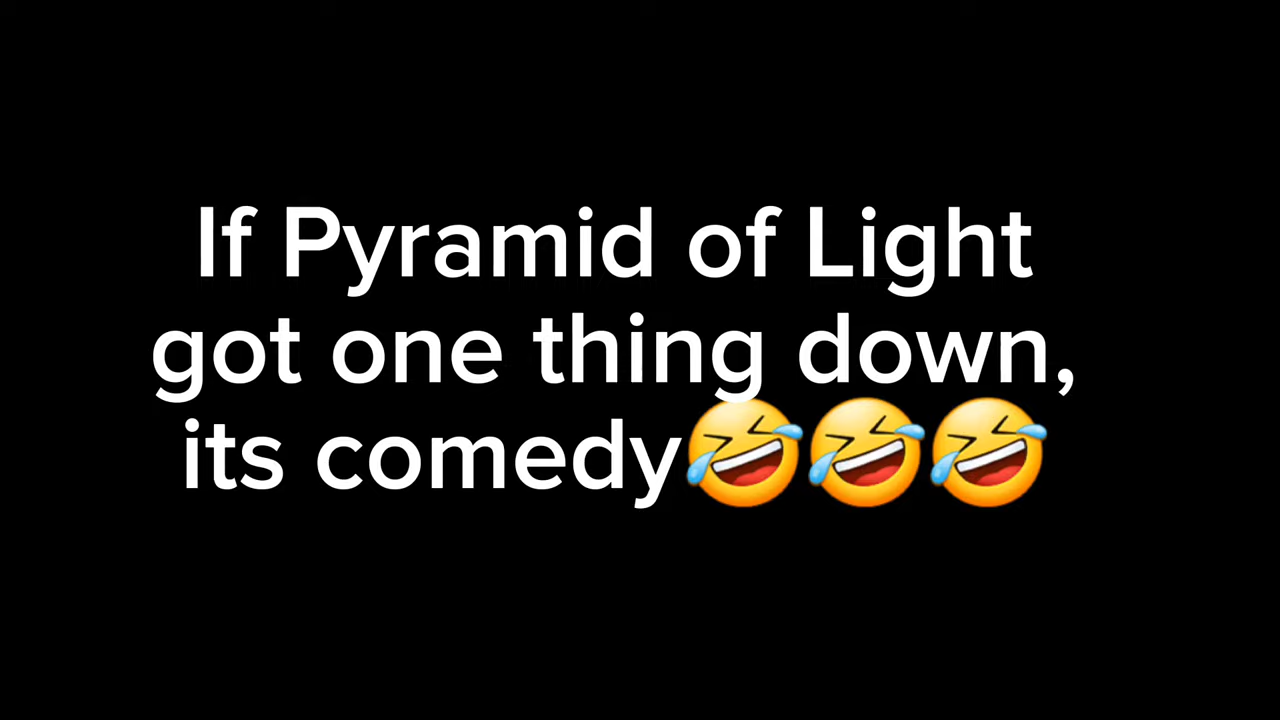 If Pyramid of Light
got one thing down,
its comedy🤣🤣🤣